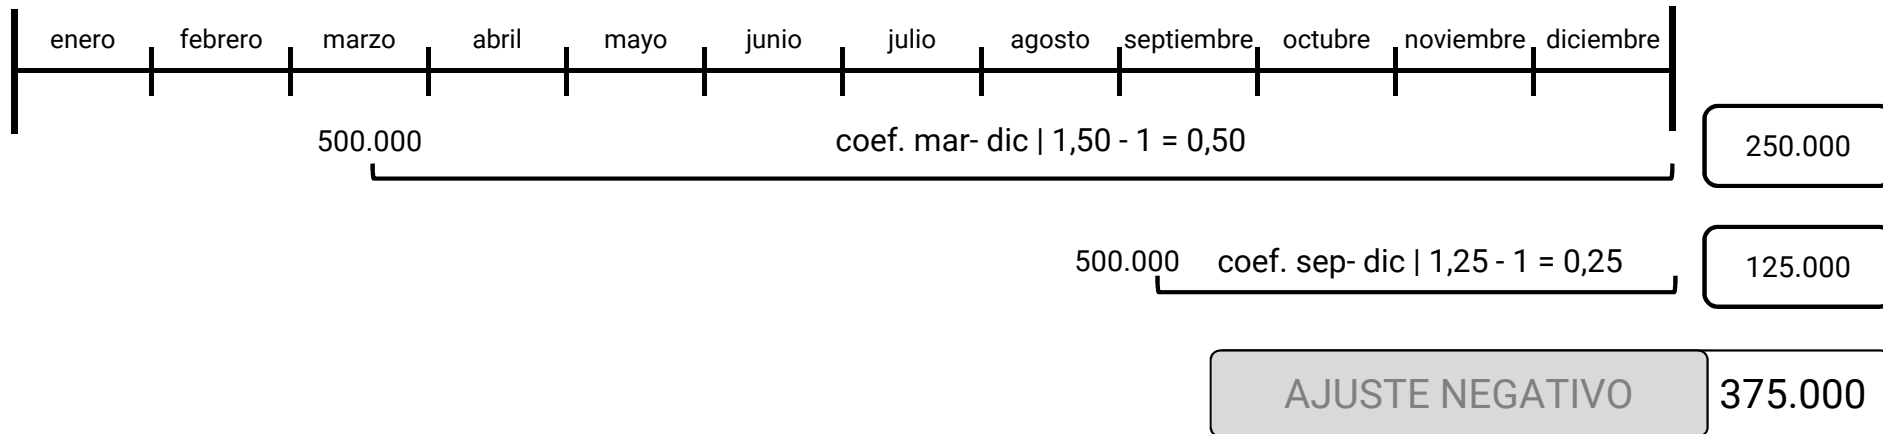 enero febrero marzo abril mayo junio julio agosto septiembre octubre noviembre diciembre
500.000 coef. mar- dic | 1,50 - 1 = 0,50 250.000
500.000 coef. sep- dic | 1,25 - 1 = 0,25 125.000
AJUSTE NEGATIVO 375.000